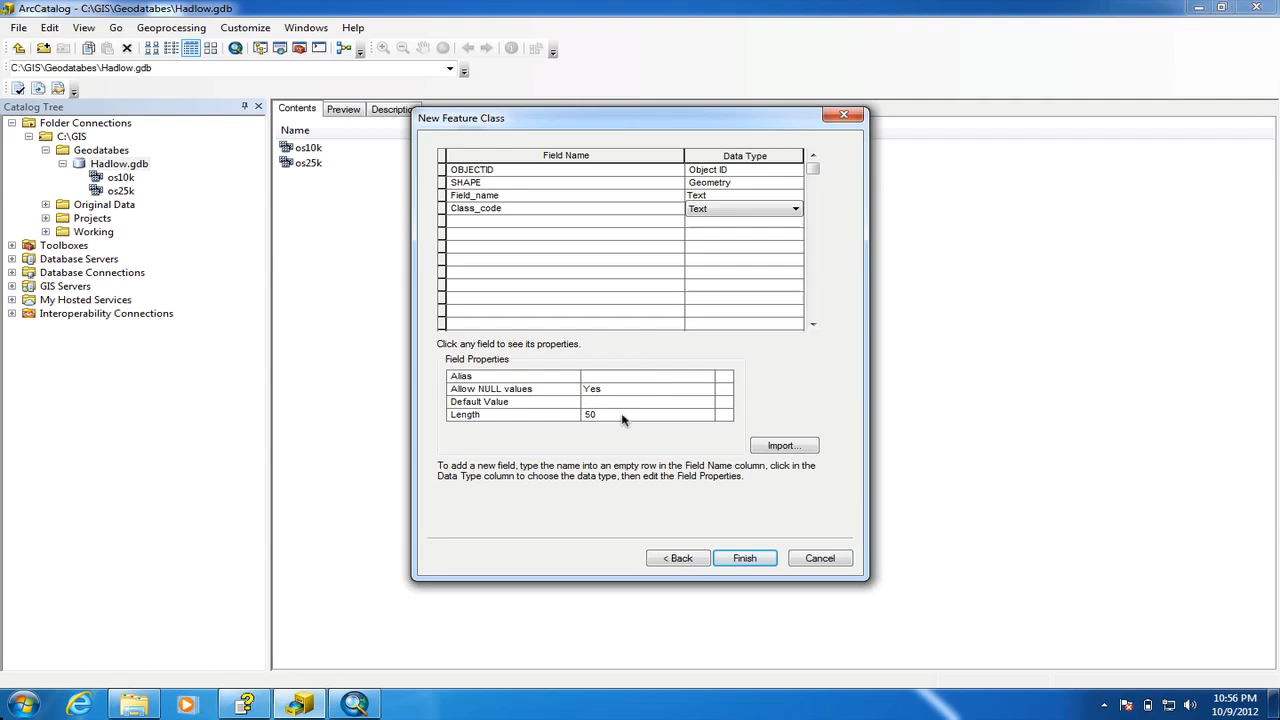 ArcCatalog - C:\GIS\Geodatabes\Hadlow.gdb
File Edit View Go Geoprocessing Customize Windows Help
C:\GIS\Geodatabes\Hadlow.gdb
Catalog Tree
Folder Connections
C:\GIS
Geodatabes
Hadlow.gdb
os10k
os25k
Original Data
Projects
Working
Toolboxes
Database Servers
Database Connections
GIS Servers
My Hosted Services
Interoperability Connections
Contents Preview Descriptio
Name
os10k
os25k
New Feature Class
Field Name Data Type
OBJECTID Object ID
SHAPE Geometry
Field_name Text
Class_code Text
Click any field to see its properties.
Field Properties
Alias
Allow NULL values Yes
Default Value
Length 50
Import...
To add a new field, type the name into an empty row in the Field Name column, click in the
Data Type column to choose the data type, then edit the Field Properties.
< Back Finish Cancel
10:56 PM
10/9/2012